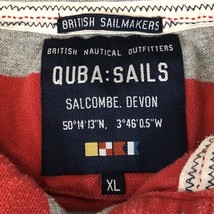 BRITISH SAILMAKERS
BRITISH NAUTICAL OUTFITTERS
QUBA:SAILS
SALCOMBE. DEVON
50°14'13"N, 3°46'0.5"W
XL